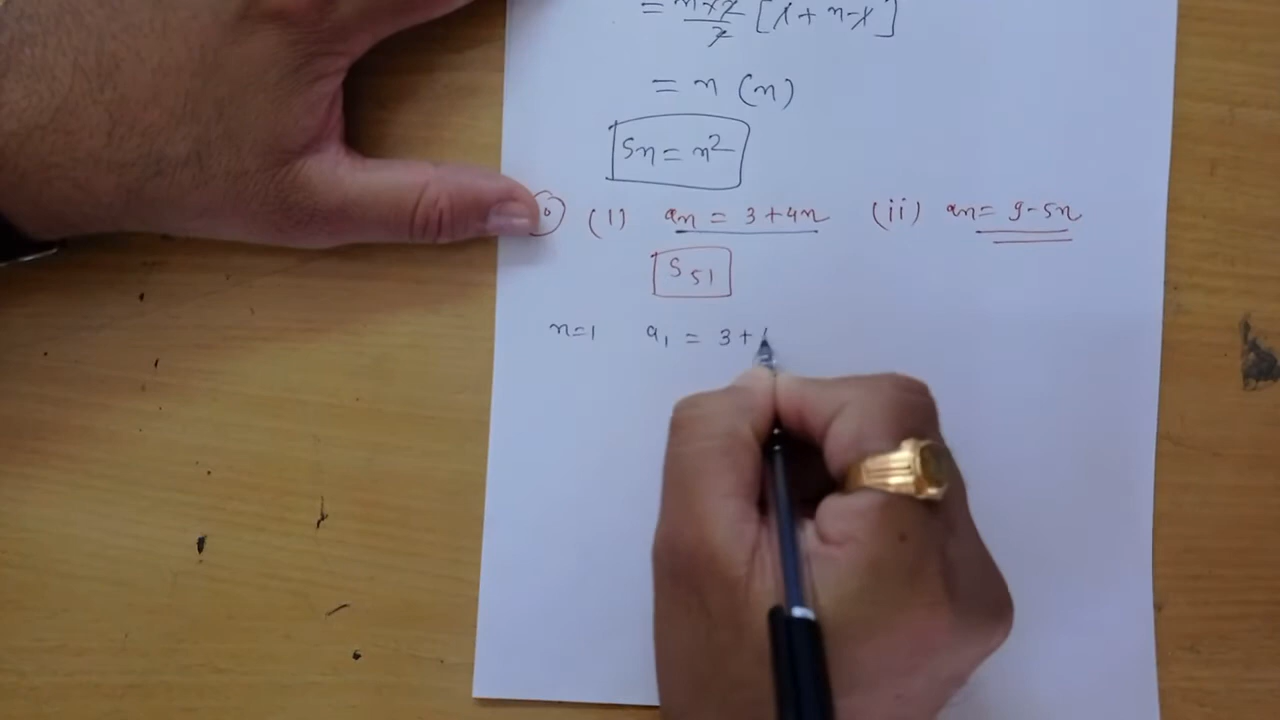 = n×2/2 [1 + n-1]
= n (n)
Sn = n²
(i) an = 3+4n (ii) an = 9-5n
S51
n=1 a1 = 3+